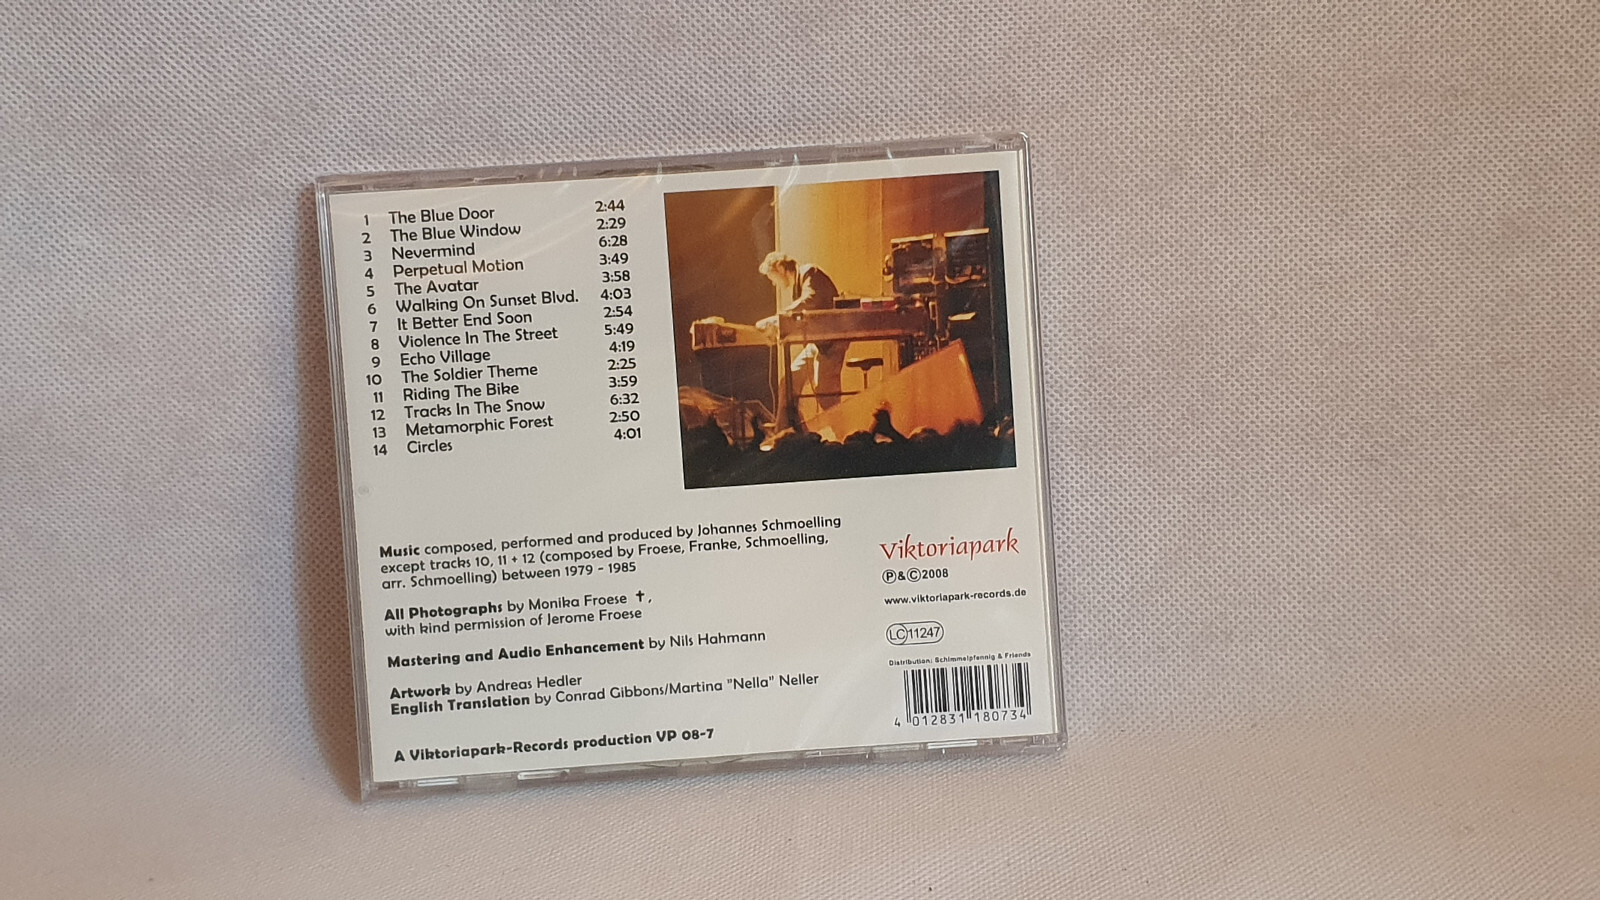 1 The Blue Door 2:44
2 The Blue Window 2:29
3 Nevermind 6:28
4 Perpetual Motion 3:49
5 The Avatar 3:58
6 Walking On Sunset Blvd. 4:03
7 It Better End Soon 2:54
8 Violence In The Street 5:49
9 Echo Village 4:19
10 The Soldier Theme 2:25
11 Riding The Bike 3:59
12 Tracks In The Snow 6:32
13 Metamorphic Forest 2:50
14 Circles 4:01
Music composed, performed and produced by Johannes Schmoelling
except tracks 10, 11 + 12 (composed by Froese, Franke, Schmoelling,
arr. Schmoelling) between 1979 - 1985
All Photographs by Monika Froese ✝,
with kind permission of Jerome Froese
Mastering and Audio Enhancement by Nils Hahmann
Artwork by Andreas Hedler
English Translation by Conrad Gibbons/Martina "Nella" Neller
A Viktoriapark-Records production VP 08-7
Viktoriapark
Ⓟ&Ⓒ2008
www.viktoriapark-records.de
LC 11247
Distribution: Schimmelpfennig & Friends
4 012831 180734